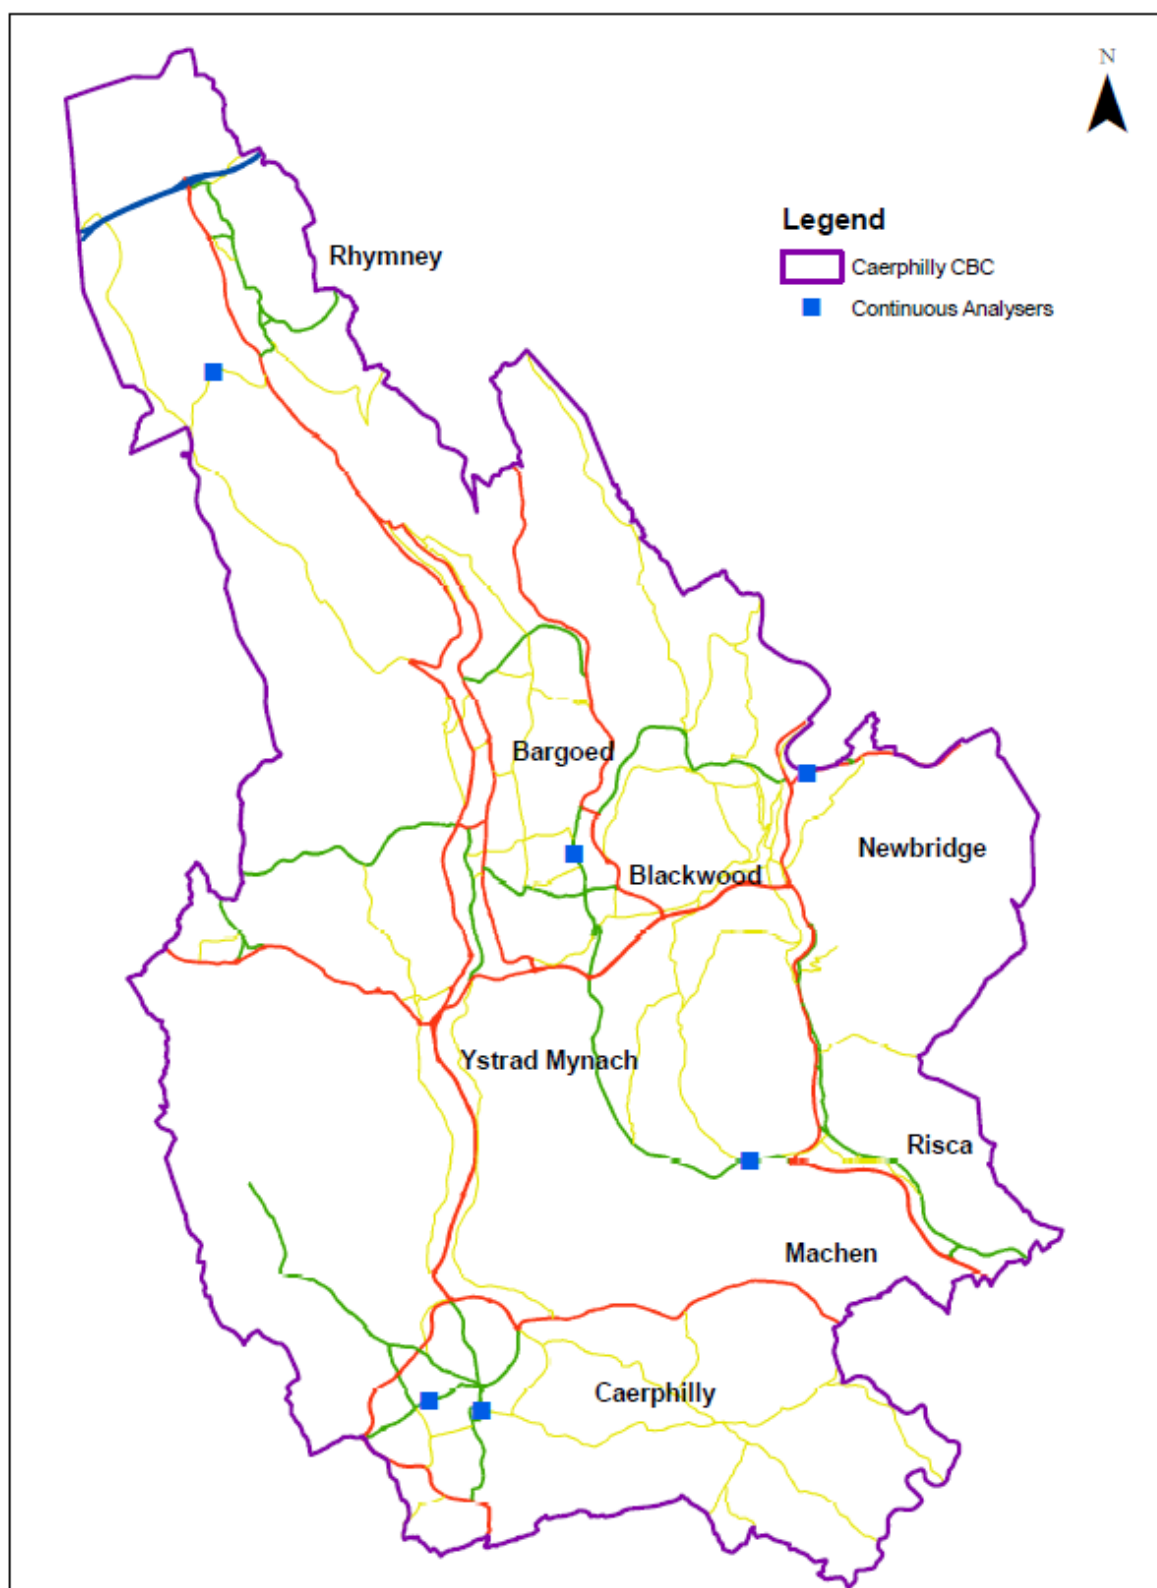 N
Legend
Caerphilly CBC
Continuous Analysers
Rhymney
Bargoed
Newbridge
Blackwood
Ystrad Mynach
Risca
Machen
Caerphilly